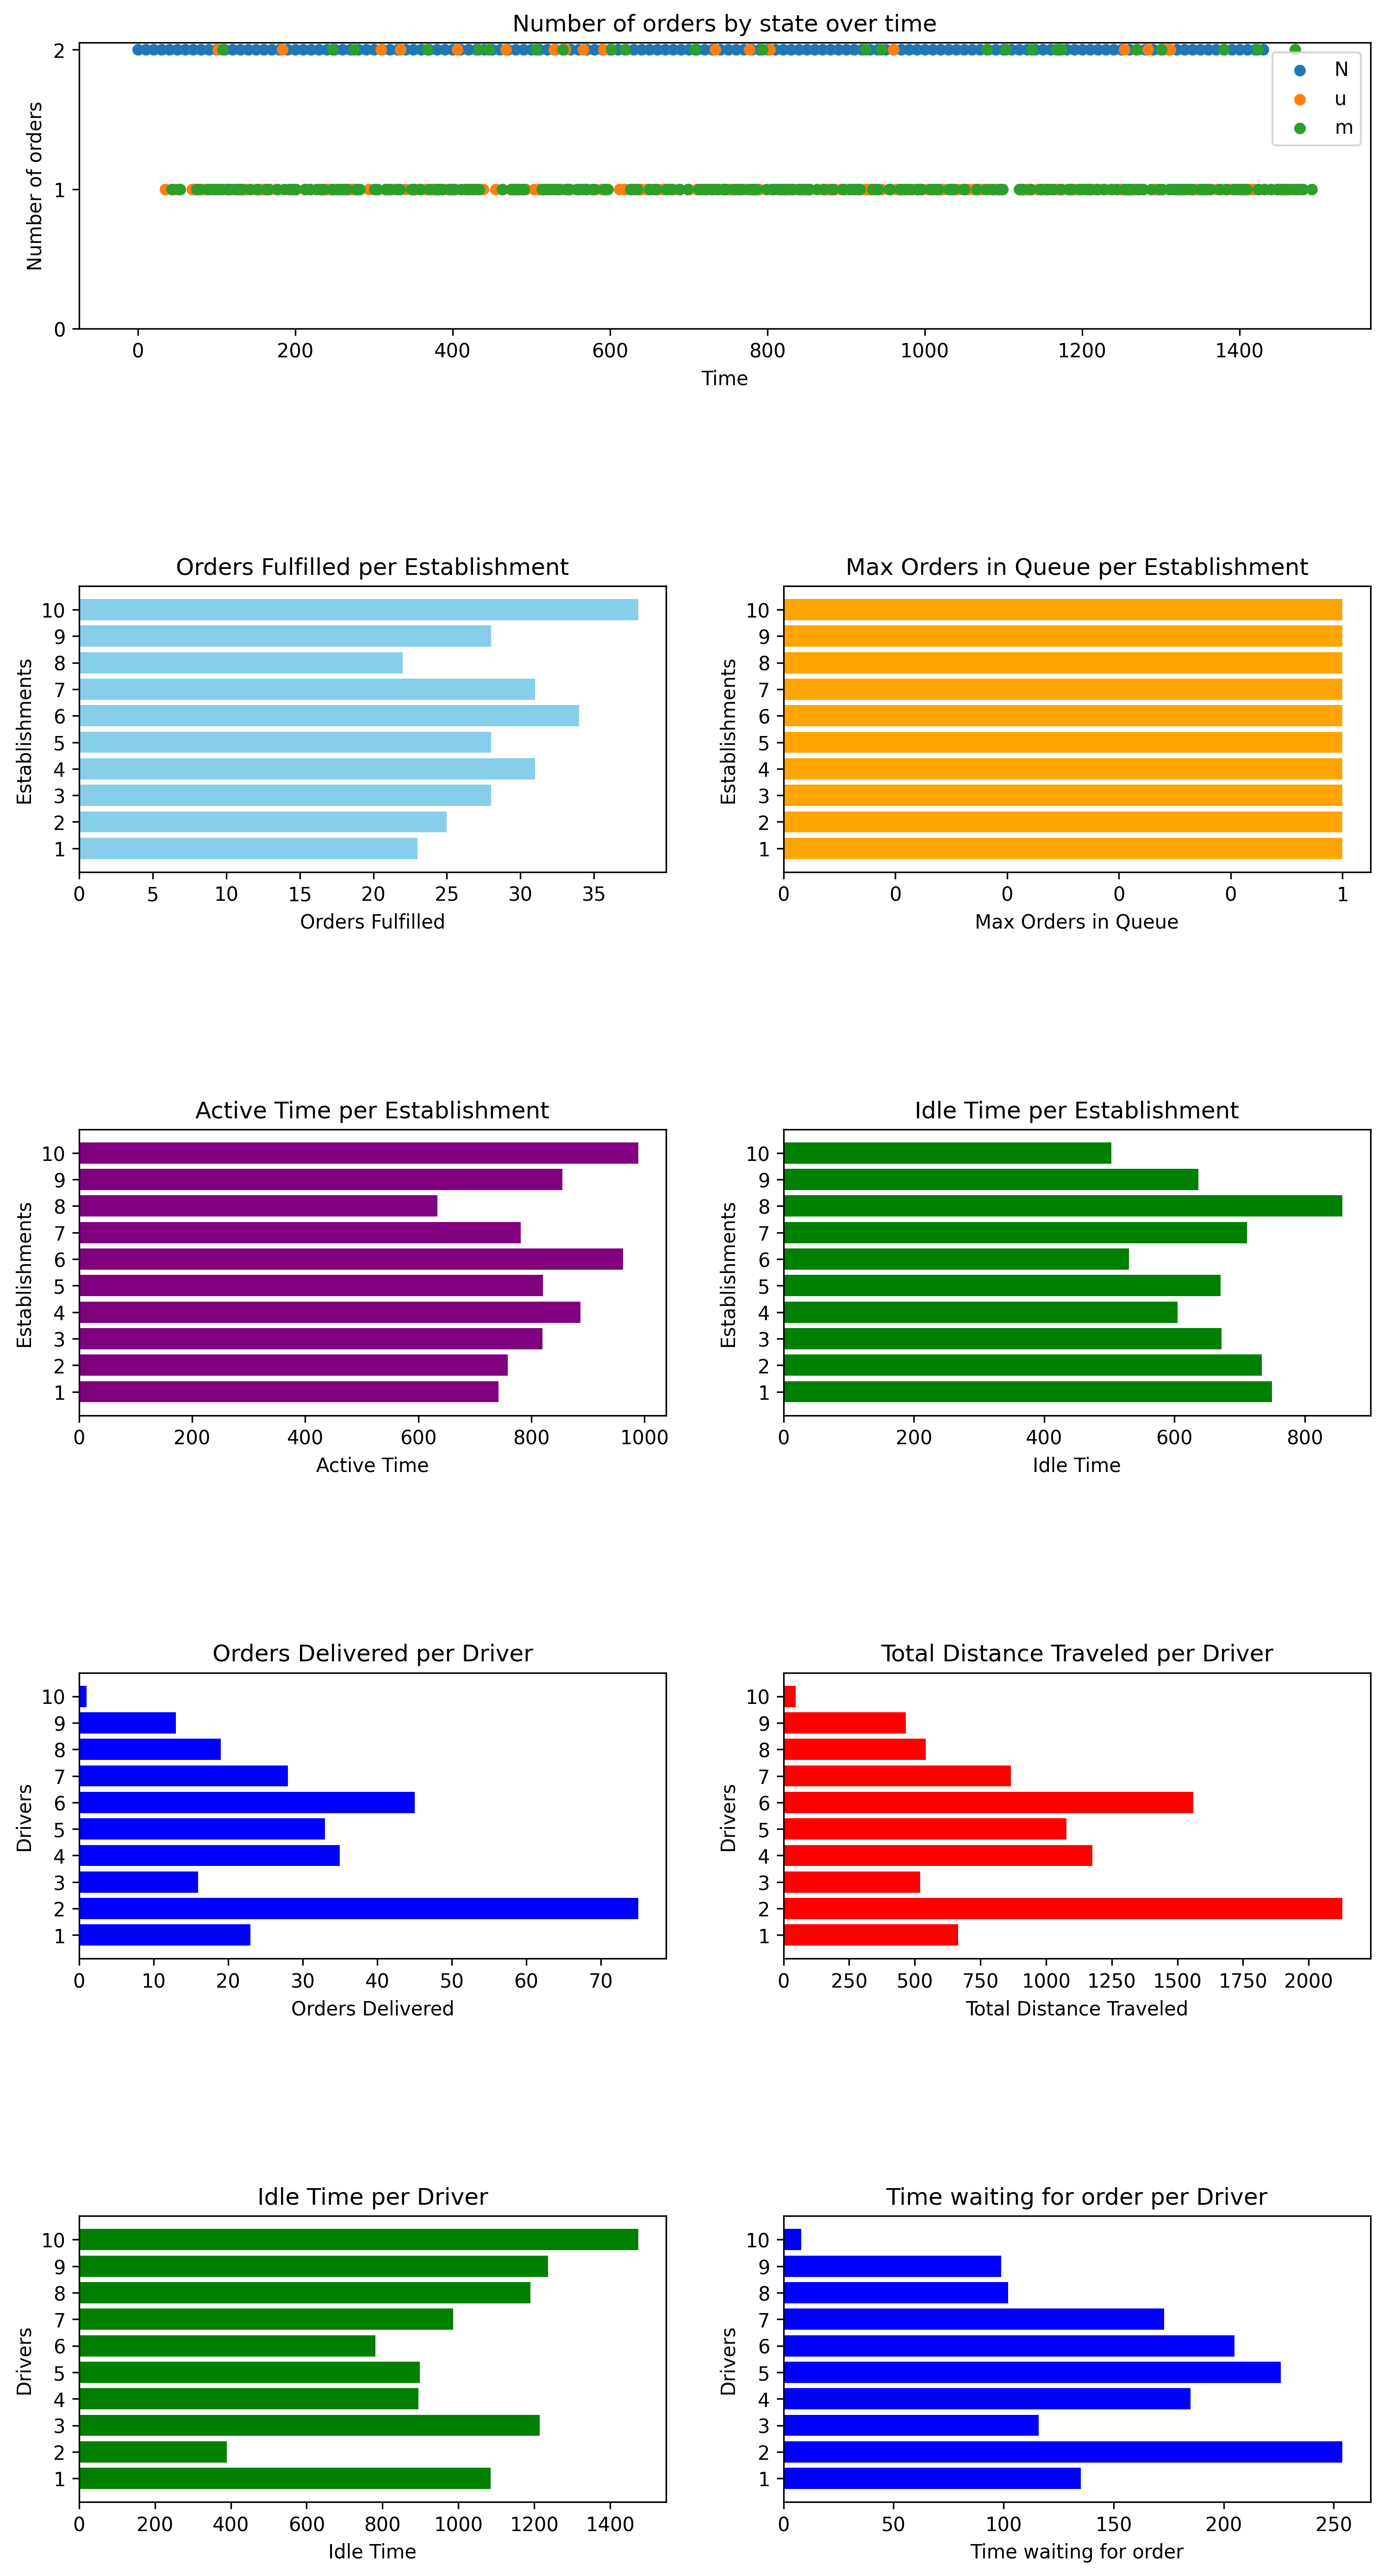 Number of orders by state over time
Number of orders
2
1
0
N
u
m
0 200 400 600 800 1000 1200 1400
Time
Orders Fulfilled per Establishment
Establishments
10
9
8
7
6
5
4
3
2
1
0 5 10 15 20 25 30 35
Orders Fulfilled
Max Orders in Queue per Establishment
Establishments
10
9
8
7
6
5
4
3
2
1
0 0 0 0 0 1
Max Orders in Queue
Active Time per Establishment
Establishments
10
9
8
7
6
5
4
3
2
1
0 200 400 600 800 1000
Active Time
Idle Time per Establishment
Establishments
10
9
8
7
6
5
4
3
2
1
0 200 400 600 800
Idle Time
Orders Delivered per Driver
Drivers
10
9
8
7
6
5
4
3
2
1
0 10 20 30 40 50 60 70
Orders Delivered
Total Distance Traveled per Driver
Drivers
10
9
8
7
6
5
4
3
2
1
0 250 500 750 1000 1250 1500 1750 2000
Total Distance Traveled
Idle Time per Driver
Drivers
10
9
8
7
6
5
4
3
2
1
0 200 400 600 800 1000 1200 1400
Idle Time
Time waiting for order per Driver
Drivers
10
9
8
7
6
5
4
3
2
1
0 50 100 150 200 250
Time waiting for order